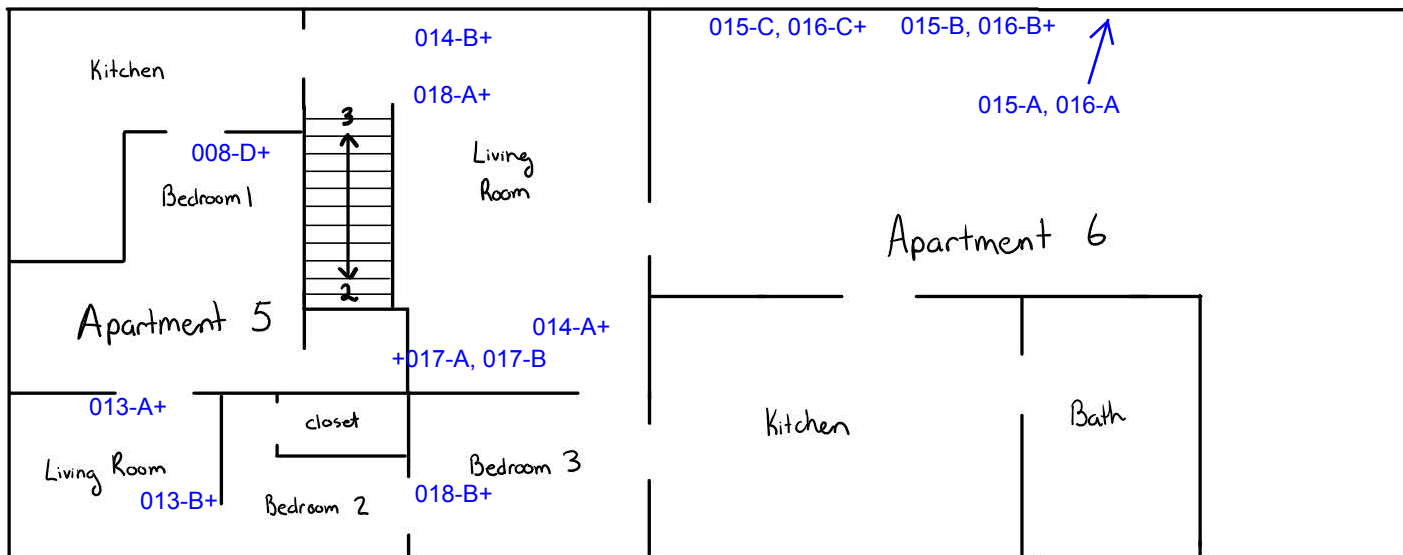 015-C, 016-C+ 015-B, 016-B+
014-B+
Kitchen
018-A+
015-A, 016-A
3
008-D+
Living
Room
Bedroom 1
Apartment 6
2
Apartment 5
014-A+
+017-A, 017-B
013-A+
closet
Kitchen
Bath
Living Room
Bedroom 3
013-B+
Bedroom 2
018-B+